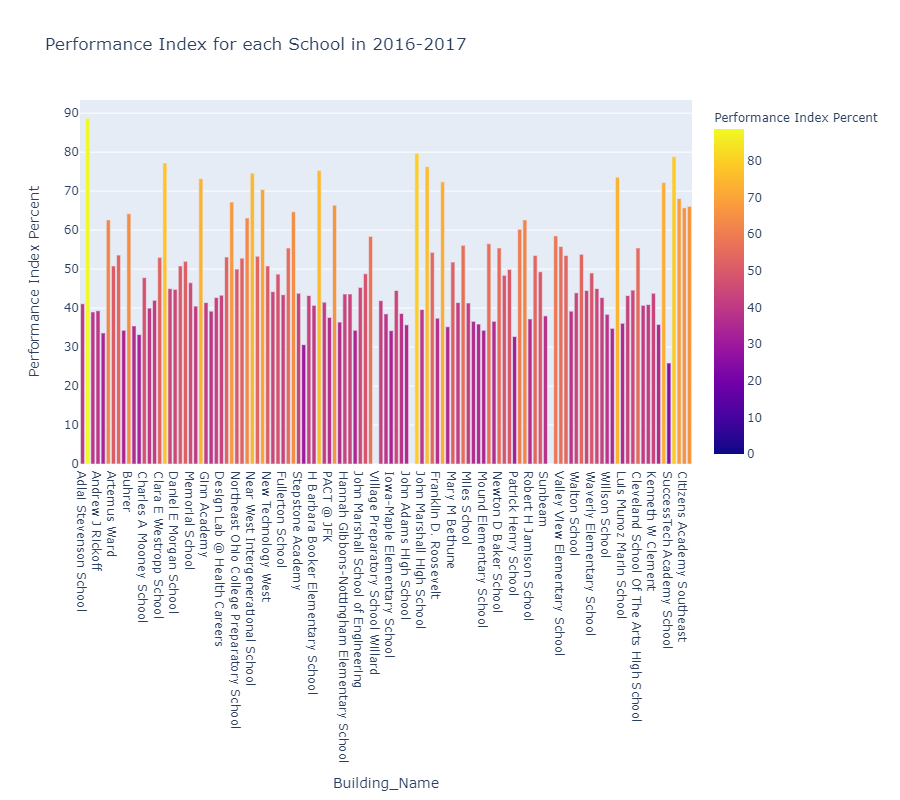 Performance Index for each School in 2016-2017
Performance Index Percent
90
80
70
60
50
40
30
20
10
0
Performance Index Percent
80
70
60
50
40
30
20
10
0
Adlai Stevenson School
Andrew J Rickoff
Artemus Ward
Buhrer
Charles A Mooney School
Clara E Westropp School
Daniel E Morgan School
Memorial School
Ginn Academy
Design Lab @ Health Careers
Northeast Ohio College Preparatory School
Near West Intergenerational School
New Technology West
Fullerton School
Stepstone Academy
H Barbara Booker Elementary School
PACT @ JFK
Hannah Gibbons-Nottingham Elementary School
John Marshall School of Engineering
Village Preparatory School Willard
Iowa-Maple Elementary School
John Adams High School
John Marshall High School
Franklin D. Roosevelt
Mary M Bethune
Miles School
Mound Elementary School
Newton D Baker School
Patrick Henry School
Robert H Jamison School
Sunbeam
Valley View Elementary School
Walton School
Waverly Elementary School
Willson School
Luis Munoz Marin School
Cleveland School Of The Arts High School
Kenneth W Clement
SuccessTech Academy School
Citizens Academy Southeast
Building_Name